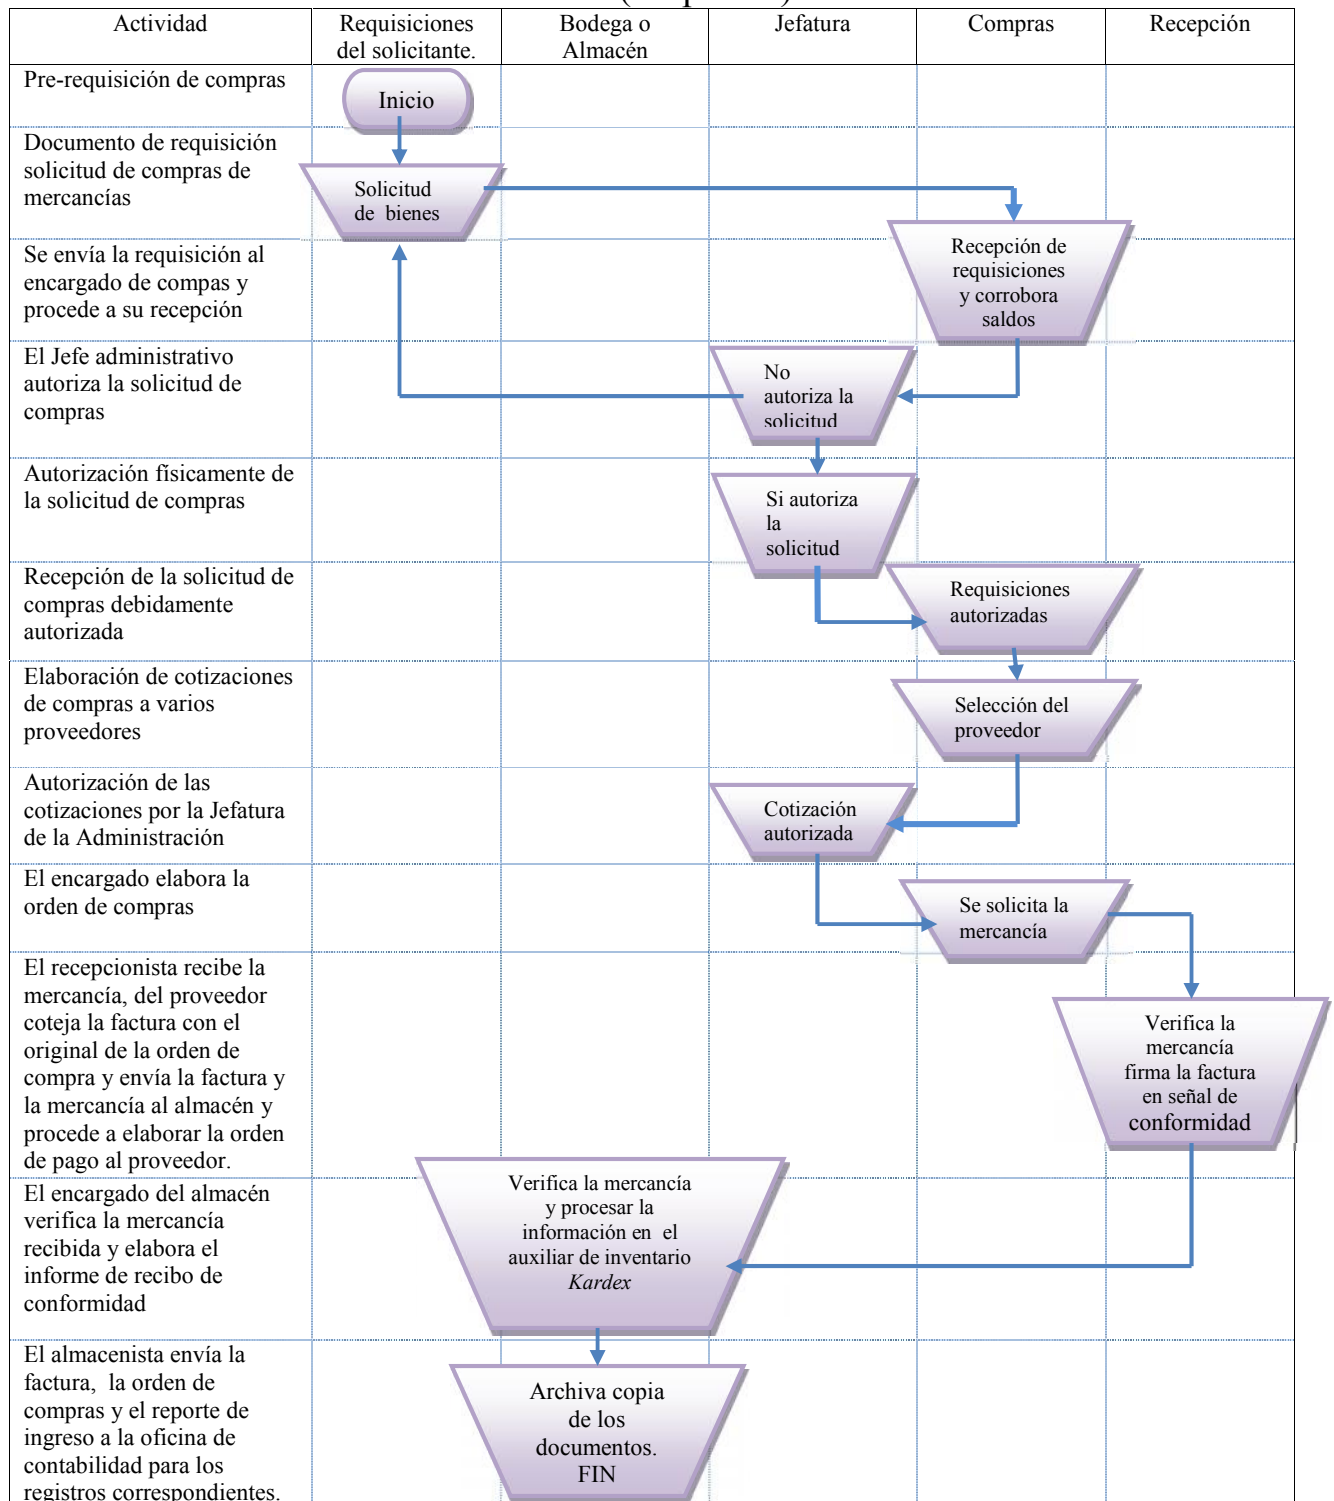 Actividad
Requisiciones
del solicitante.
Bodega o
Almacén
Jefatura
Compras
Recepción
Pre-requisición de compras
Inicio
Documento de requisición
solicitud de compras de
mercancías
Solicitud
de bienes
Se envía la requisición al
encargado de compas y
procede a su recepción
Recepción de
requisiciones
y corrobora
saldos
El Jefe administrativo
autoriza la solicitud de
compras
No
autoriza la
solicitud
Autorización físicamente de
la solicitud de compras
Si autoriza
la
solicitud
Recepción de la solicitud de
compras debidamente
autorizada
Requisiciones
autorizadas
Elaboración de cotizaciones
de compras a varios
proveedores
Selección del
proveedor
Autorización de las
cotizaciones por la Jefatura
de la Administración
Cotización
autorizada
El encargado elabora la
orden de compras
Se solicita la
mercancía
El recepcionista recibe la
mercancía, del proveedor
coteja la factura con el
original de la orden de
compra y envía la factura y
la mercancía al almacén y
procede a elaborar la orden
de pago al proveedor.
Verifica la
mercancía
firma la factura
en señal de
conformidad
El encargado del almacén
verifica la mercancía
recibida y elabora el
informe de recibo de
conformidad
Verifica la mercancía
y procesar la
información en el
auxiliar de inventario
Kardex
El almacenista envía la
factura, la orden de
compras y el reporte de
ingreso a la oficina de
contabilidad para los
registros correspondientes.
Archiva copia
de los
documentos.
FIN